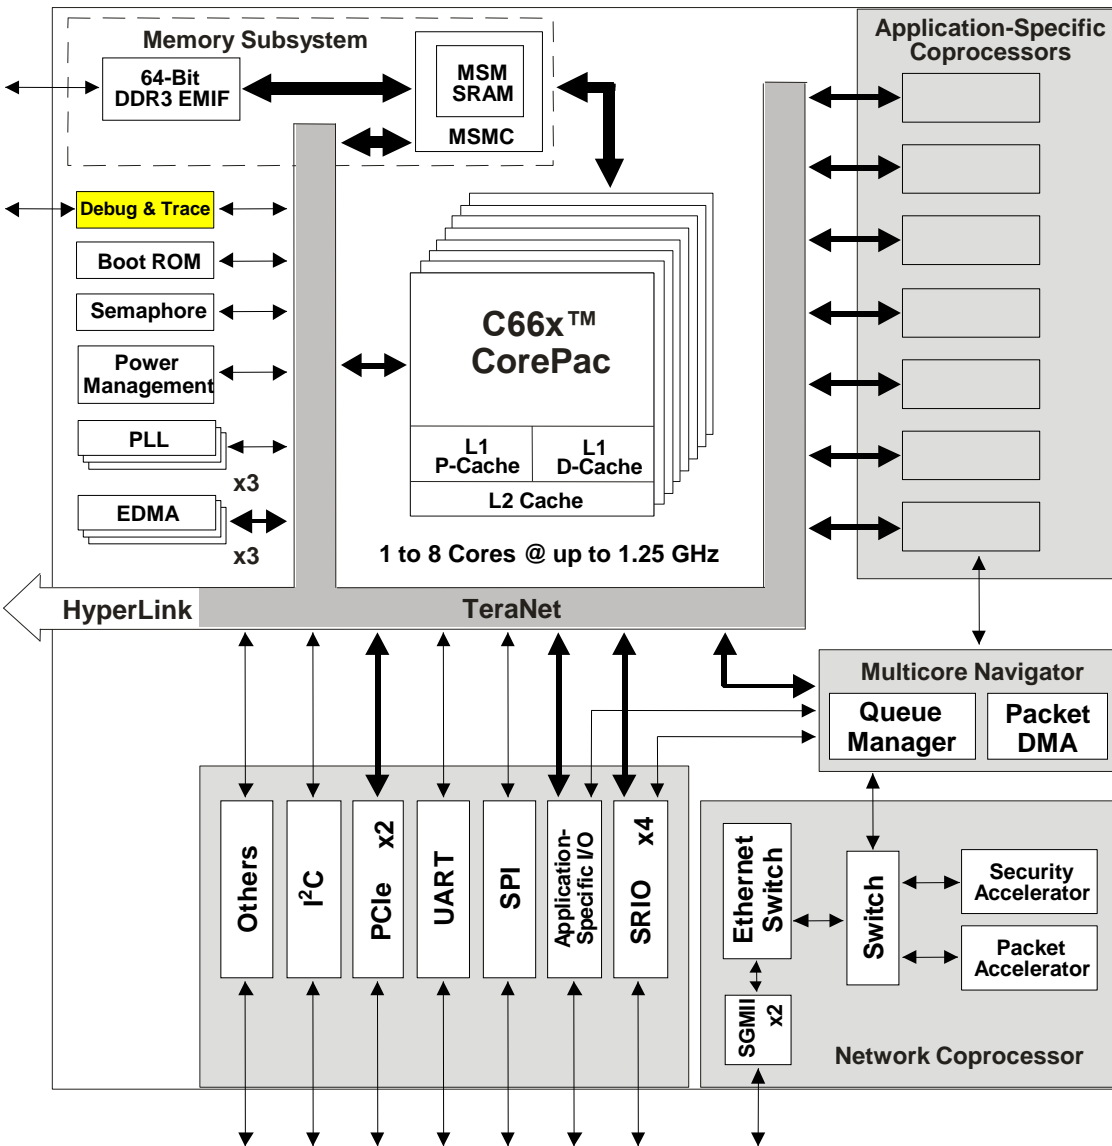 Memory Subsystem
64-Bit
DDR3 EMIF
MSM
SRAM
MSMC
Application-Specific
Coprocessors
Debug & Trace
Boot ROM
Semaphore
Power
Management
PLL
x3
EDMA
x3
C66x™
CorePac
L1
P-Cache
L1
D-Cache
L2 Cache
1 to 8 Cores @ up to 1.25 GHz
HyperLink
TeraNet
Multicore Navigator
Queue
Manager
Packet
DMA
Others
I²C
PCIe x2
UART
SPI
Application-
Specific I/O
SRIO x4
Ethernet
Switch
Switch
Security
Accelerator
Packet
Accelerator
SGMII x2
Network Coprocessor